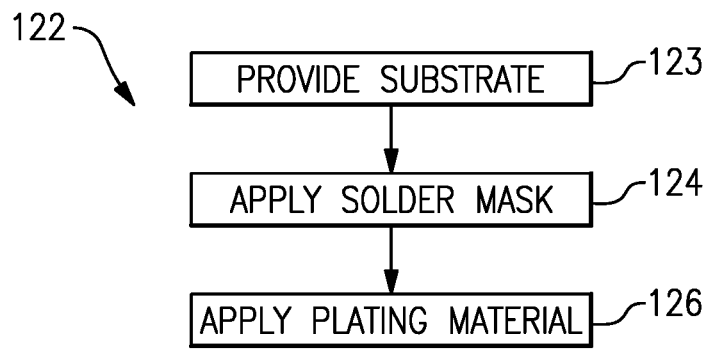 122
PROVIDE SUBSTRATE
123
APPLY SOLDER MASK
124
APPLY PLATING MATERIAL
126